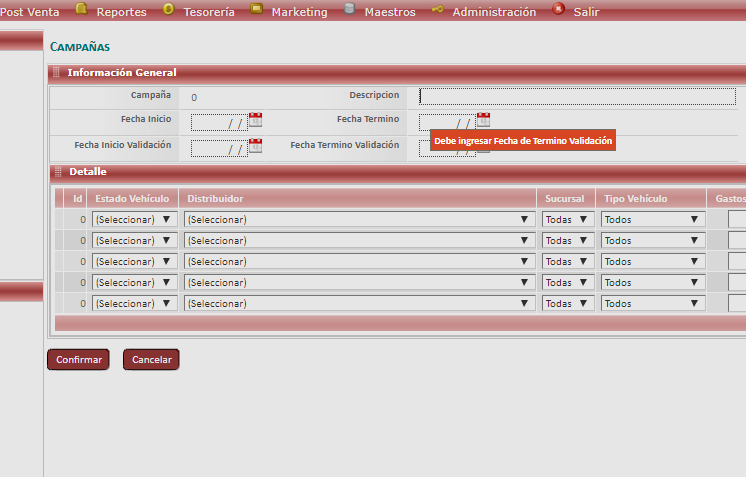 Post Venta Reportes Tesorería Marketing Maestros Administración Salir
CAMPAÑAS
Información General
Campaña 0 Descripcion
Fecha Inicio / / Fecha Termino / /
Debe ingresar Fecha de Termino Validación
Fecha Inicio Validación / / Fecha Termino Validación
Detalle
Id Estado Vehículo Distribuidor Sucursal Tipo Vehículo Gastos
0 (Seleccionar) (Seleccionar) Todas Todos
0 (Seleccionar) (Seleccionar) Todas Todos
0 (Seleccionar) (Seleccionar) Todas Todos
0 (Seleccionar) (Seleccionar) Todas Todos
0 (Seleccionar) (Seleccionar) Todas Todos
Confirmar Cancelar